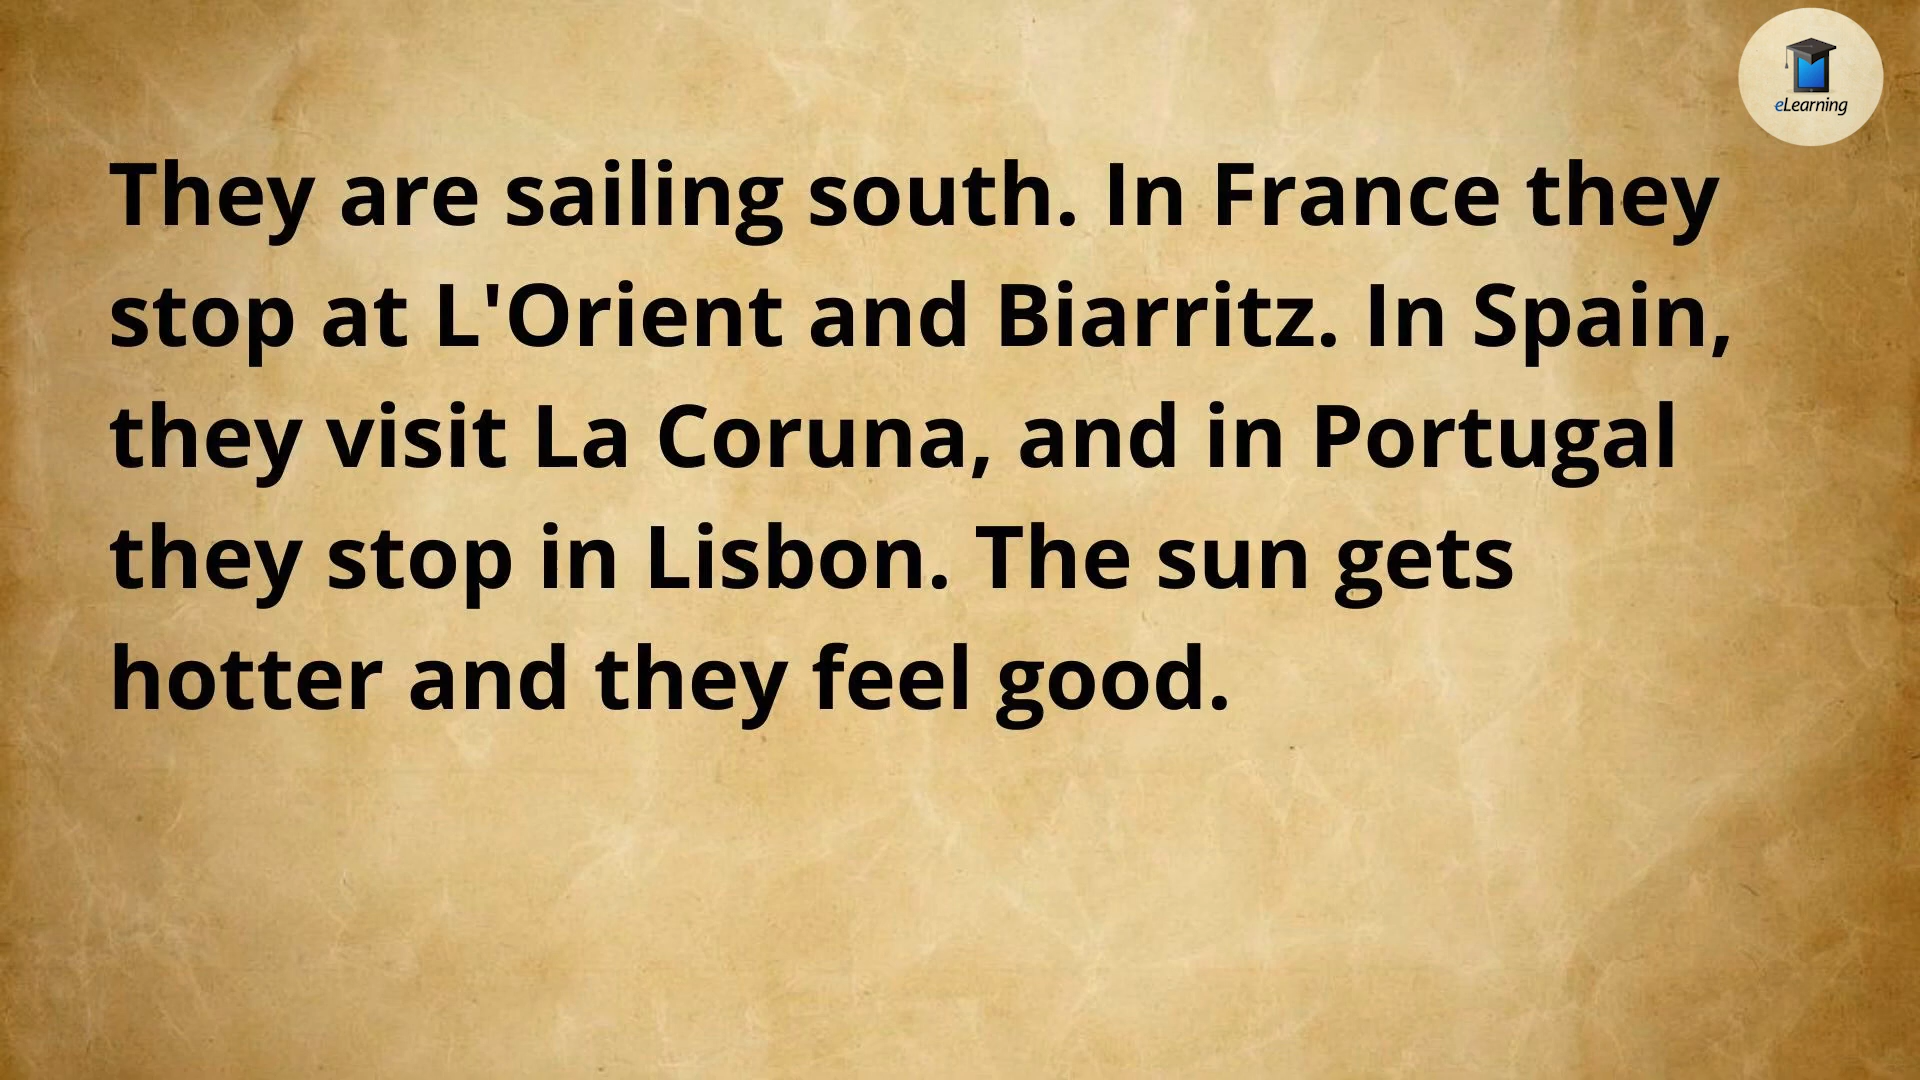 eLearning
They are sailing south. In France they
stop at L'Orient and Biarritz. In Spain,
they visit La Coruna, and in Portugal
they stop in Lisbon. The sun gets
hotter and they feel good.